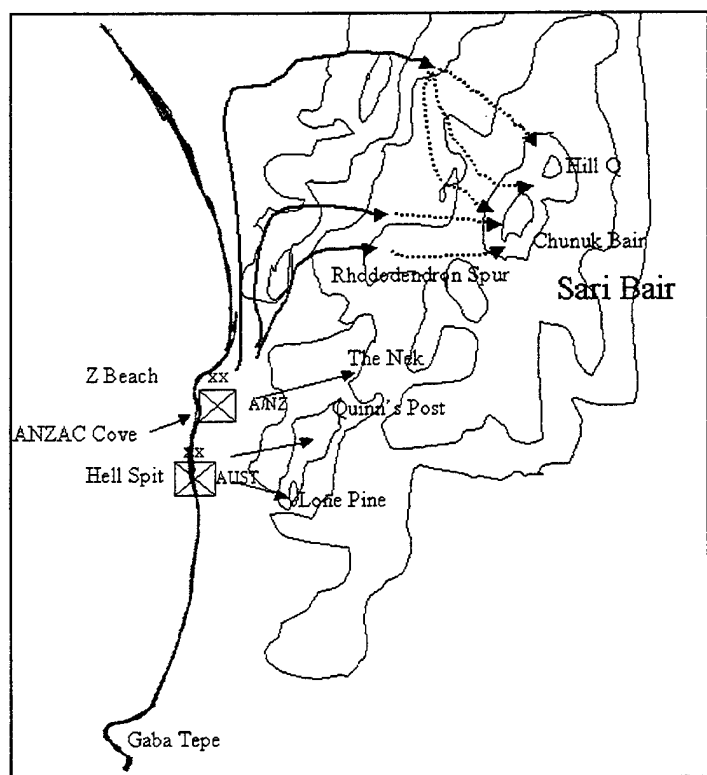 Hill Q
Chunuk Bair
Rhododendron Spur
Sari Bair
The Nek
Z Beach
xx
A/NZ
Quinn's Post
ANZAC Cove
xx
Hell Spit
AUST
Lone Pine
Gaba Tepe